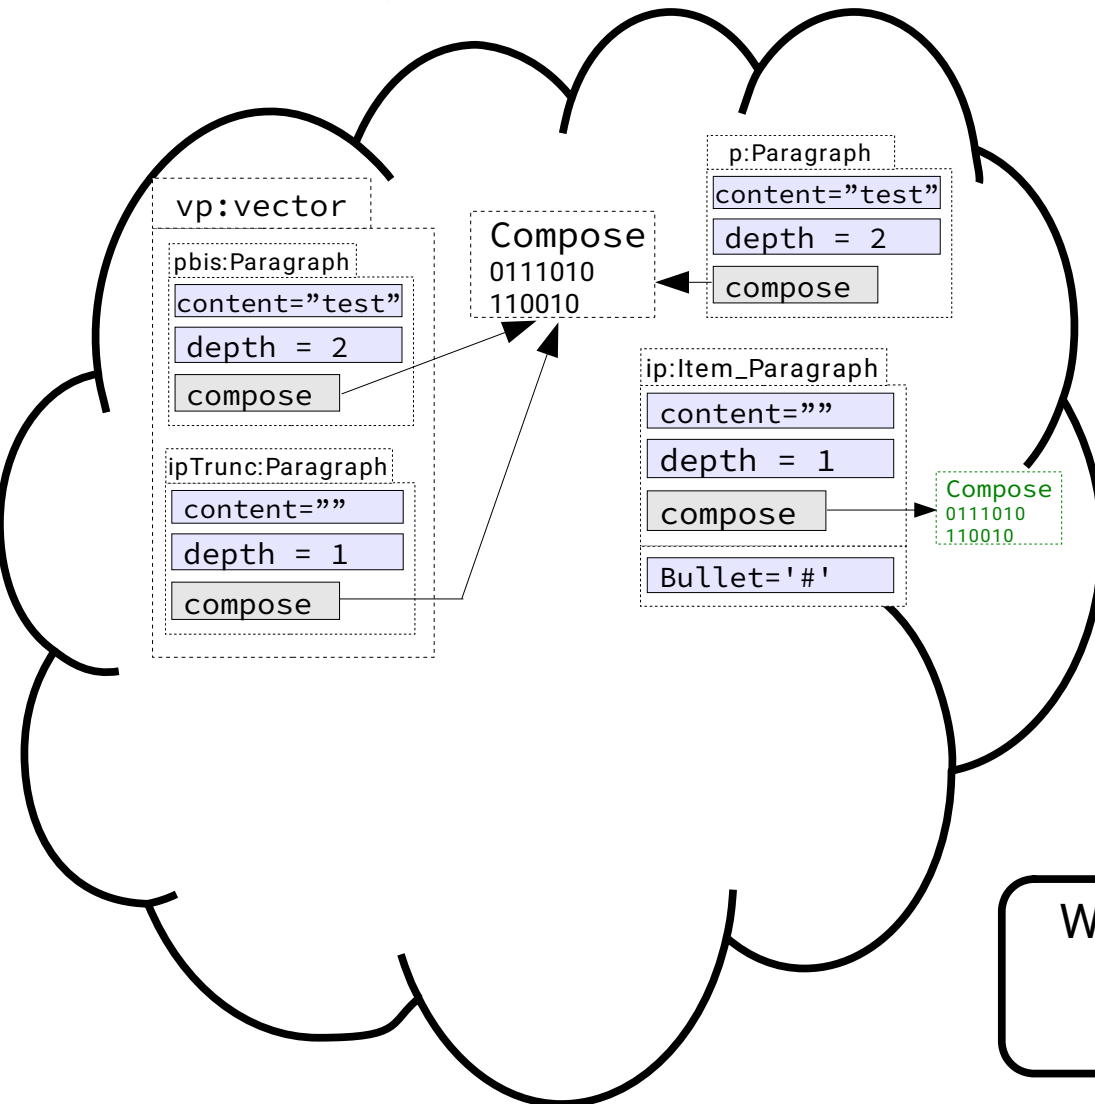 vp:vector
pbis:Paragraph
content=”test”
depth = 2
compose
ipTrunc:Paragraph
content=””
depth = 1
compose
Compose
0111010
110010
p:Paragraph
content=”test”
depth = 2
compose
ip:Item_Paragraph
content=””
depth = 1
compose
Bullet='#'
Compose
0111010
110010
W